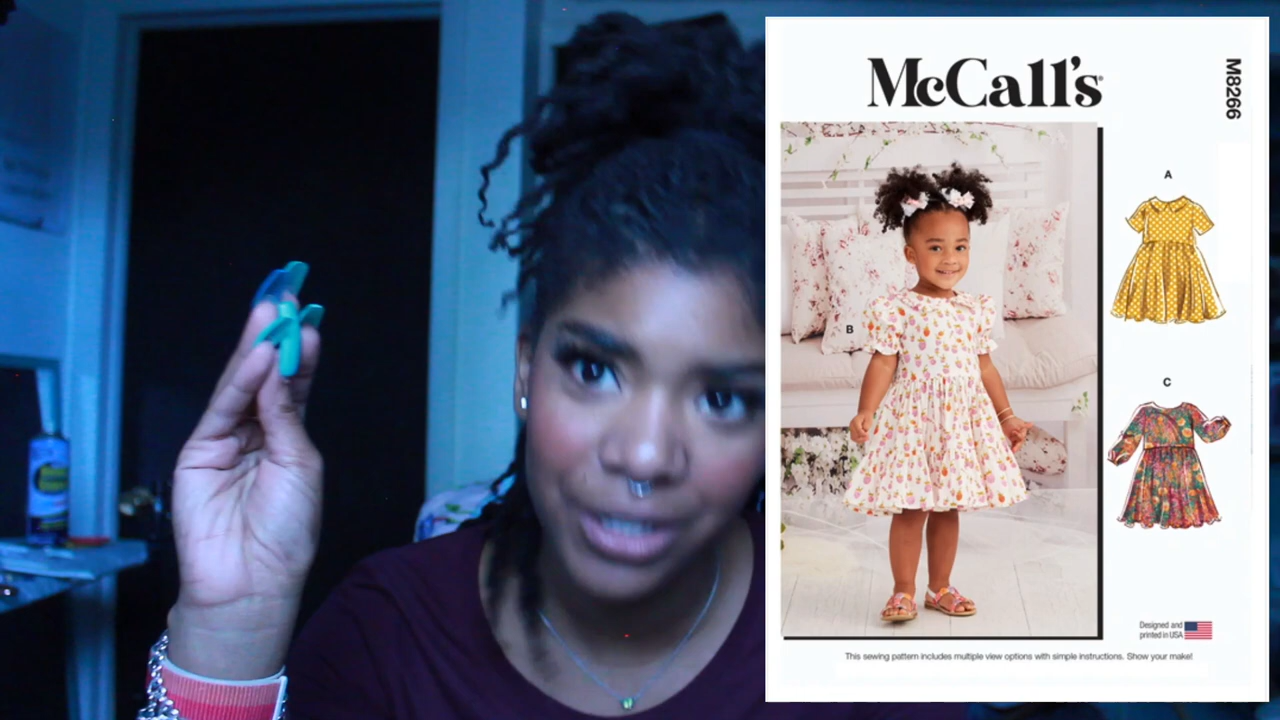 McCall's
M8266
A
B
C
Designed and
printed in USA
This sewing pattern includes multiple view options with simple instructions. Show your make!